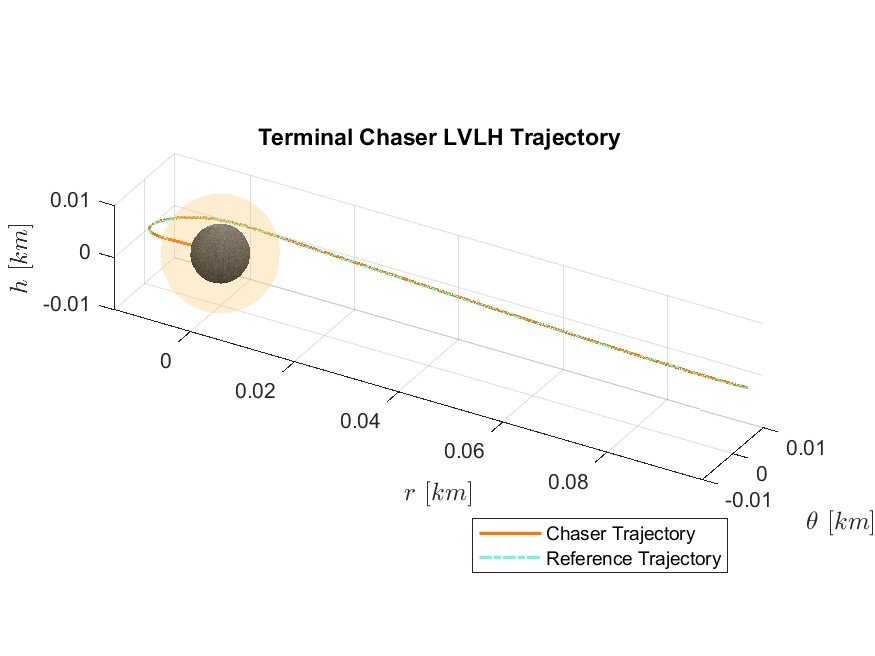 Terminal Chaser LVLH Trajectory
0.01
0
-0.01
h [km]
0
0.02
0.04
0.06
0.08
r [km]
0.01
0
-0.01
θ [km]
Chaser Trajectory
Reference Trajectory